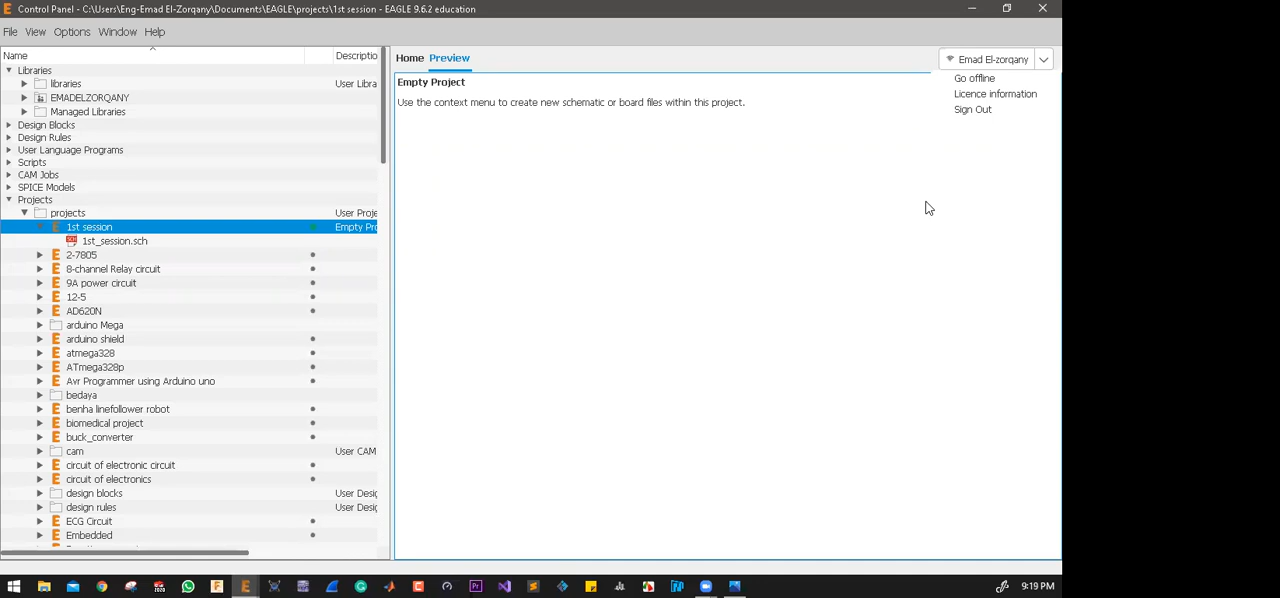 Control Panel - C:\Users\Eng-Emad El-Zorqany\Documents\EAGLE\projects\1st session - EAGLE 9.6.2 education
File View Options Window Help
Name Descriptio
Home Preview
Emad El-zorqany
Go offline
Licence information
Sign Out
Empty Project
Use the context menu to create new schematic or board files within this project.
Libraries
libraries User Libra
EMADELZORQANY
Managed Libraries
Design Blocks
Design Rules
User Language Programs
Scripts
CAM Jobs
SPICE Models
Projects
projects User Proje
1st session Empty Pro
1st_session.sch
2-7805
8-channel Relay circuit
9A power circuit
12-5
AD620N
arduino Mega
arduino shield
atmega328
ATmega328p
Avr Programmer using Arduino uno
bedaya
benha linefollower robot
biomedical project
buck_converter
cam User CAM
circuit of electronic circuit
circuit of electronics
design blocks User Desig
design rules User Desig
ECG Circuit
Embedded
9:19 PM